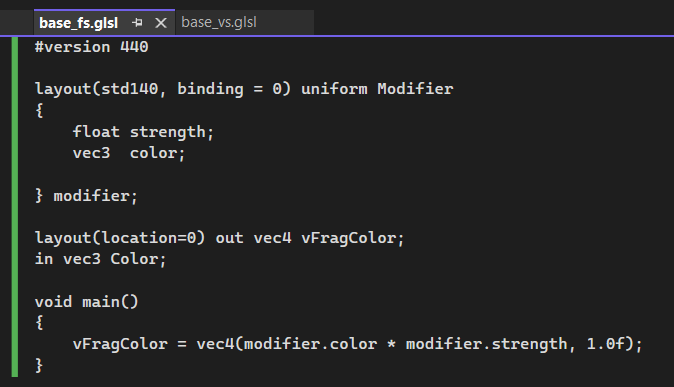 base_fs.glsl base_vs.glsl
#version 440
layout(std140, binding = 0) uniform Modifier
{
    float strength;
    vec3  color;
} modifier;
layout(location=0) out vec4 vFragColor;
in vec3 Color;
void main()
{
    vFragColor = vec4(modifier.color * modifier.strength, 1.0f);
}